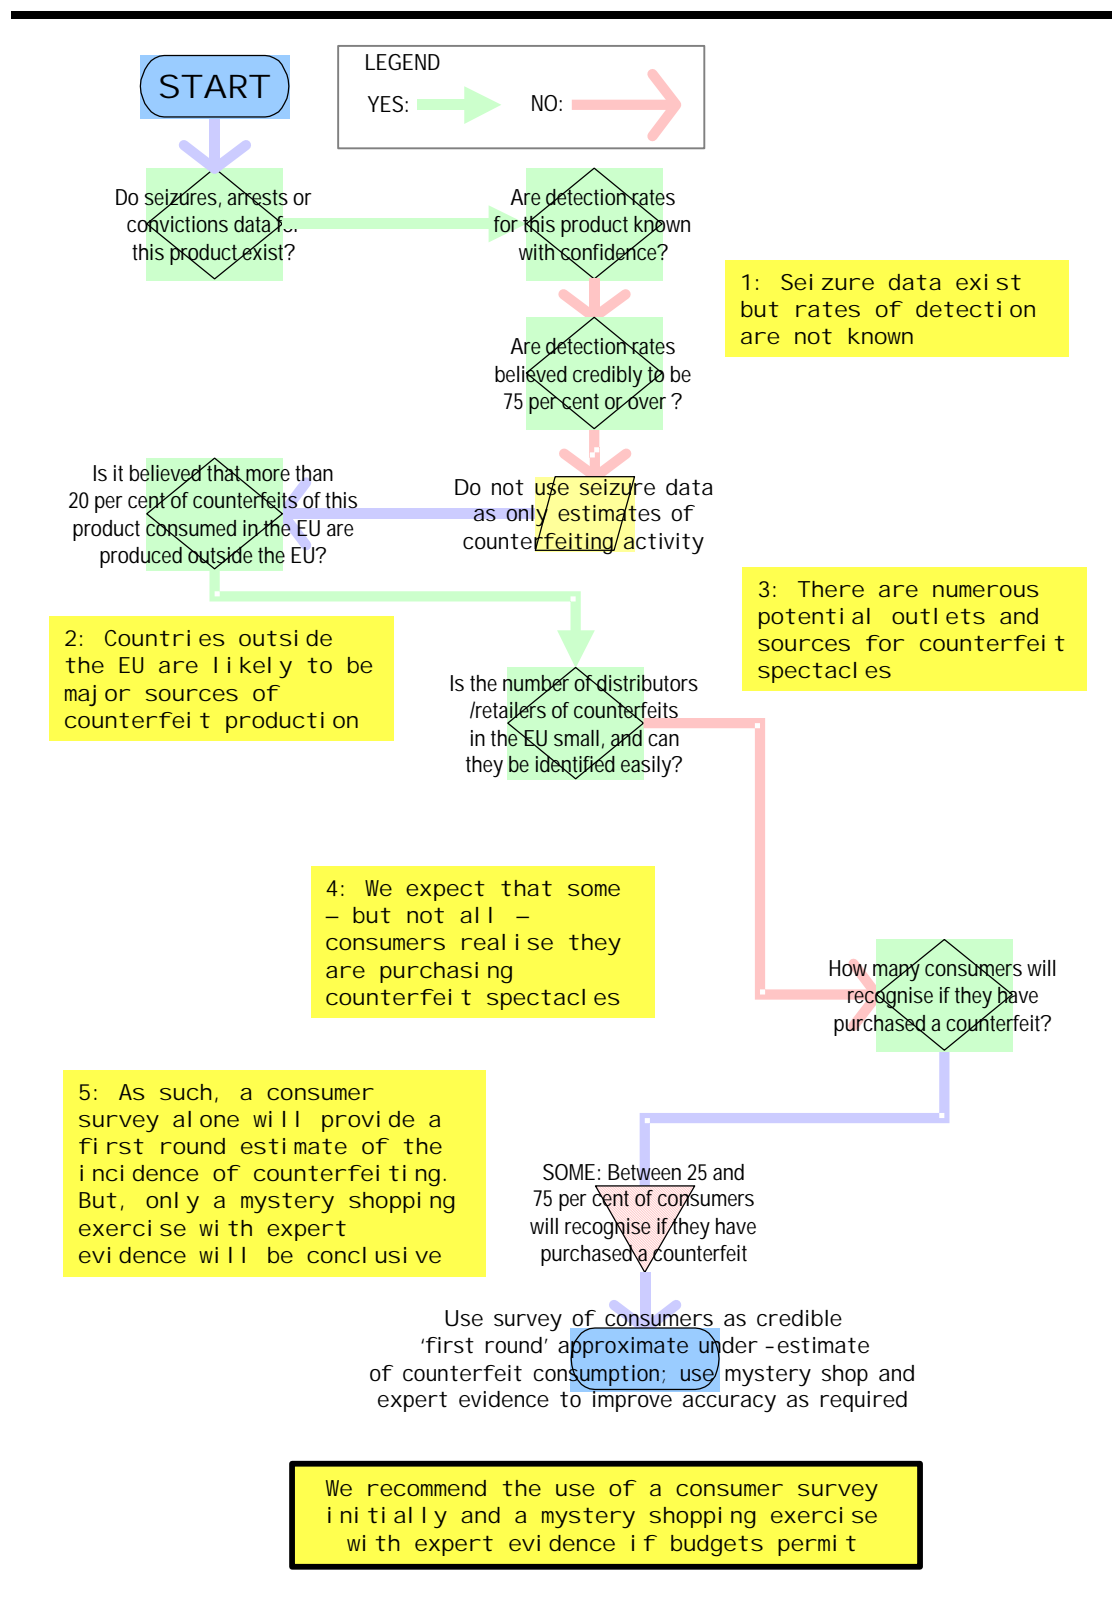 START
LEGEND
YES:
NO:
Do seizures, arrests or
convictions data for
this product exist?
Are detection rates
for this product known
with confidence?
1: Seizure data exist
but rates of detection
are not known
Are detection rates
believed credibly to be
75 per cent or over ?
Is it believed that more than
20 per cent of counterfeits of this
product consumed in the EU are
produced outside the EU?
Do not use seizure data
as only estimates of
counterfeiting activity
3: There are numerous
potential outlets and
sources for counterfeit
spectacles
2: Countries outside
the EU are likely to be
major sources of
counterfeit production
Is the number of distributors
/retailers of counterfeits
in the EU small, and can
they be identified easily?
4: We expect that some
– but not all –
consumers realise they
are purchasing
counterfeit spectacles
How many consumers will
recognise if they have
purchased a counterfeit?
5: As such, a consumer
survey alone will provide a
first round estimate of the
incidence of counterfeiting.
But, only a mystery shopping
exercise with expert
evidence will be conclusive
SOME: Between 25 and
75 per cent of consumers
will recognise if they have
purchased a counterfeit
Use survey of consumers as credible
‘first round’ approximate under-estimate
of counterfeit consumption; use mystery shop and
expert evidence to improve accuracy as required
We recommend the use of a consumer survey
initially and a mystery shopping exercise
with expert evidence if budgets permit